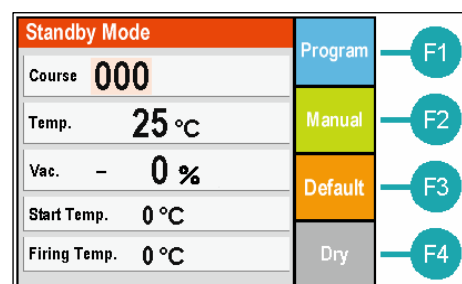 Standby Mode
Course 000
Temp. 25 °C
Vac. - 0 %
Start Temp. 0 °C
Firing Temp. 0 °C
Program F1
Manual F2
Default F3
Dry F4